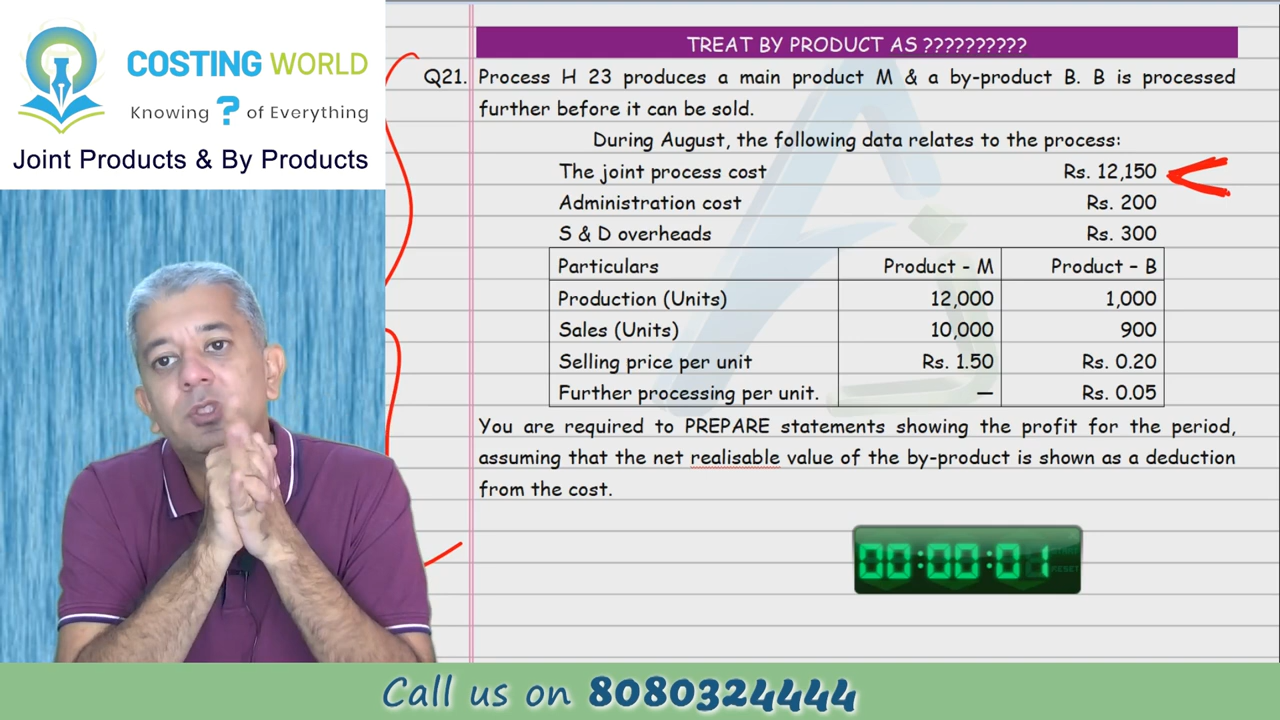 COSTING WORLD
Knowing ? of Everything
Joint Products & By Products
TREAT BY PRODUCT AS ??????????
Q21. Process H 23 produces a main product M & a by-product B. B is processed
further before it can be sold.
During August, the following data relates to the process:
The joint process cost Rs. 12,150
Administration cost Rs. 200
S & D overheads Rs. 300
Particulars Product - M Product – B
Production (Units) 12,000 1,000
Sales (Units) 10,000 900
Selling price per unit Rs. 1.50 Rs. 0.20
Further processing per unit. — Rs. 0.05
You are required to PREPARE statements showing the profit for the period,
assuming that the net realisable value of the by-product is shown as a deduction
from the cost.
00:00:01
Call us on 8080324444